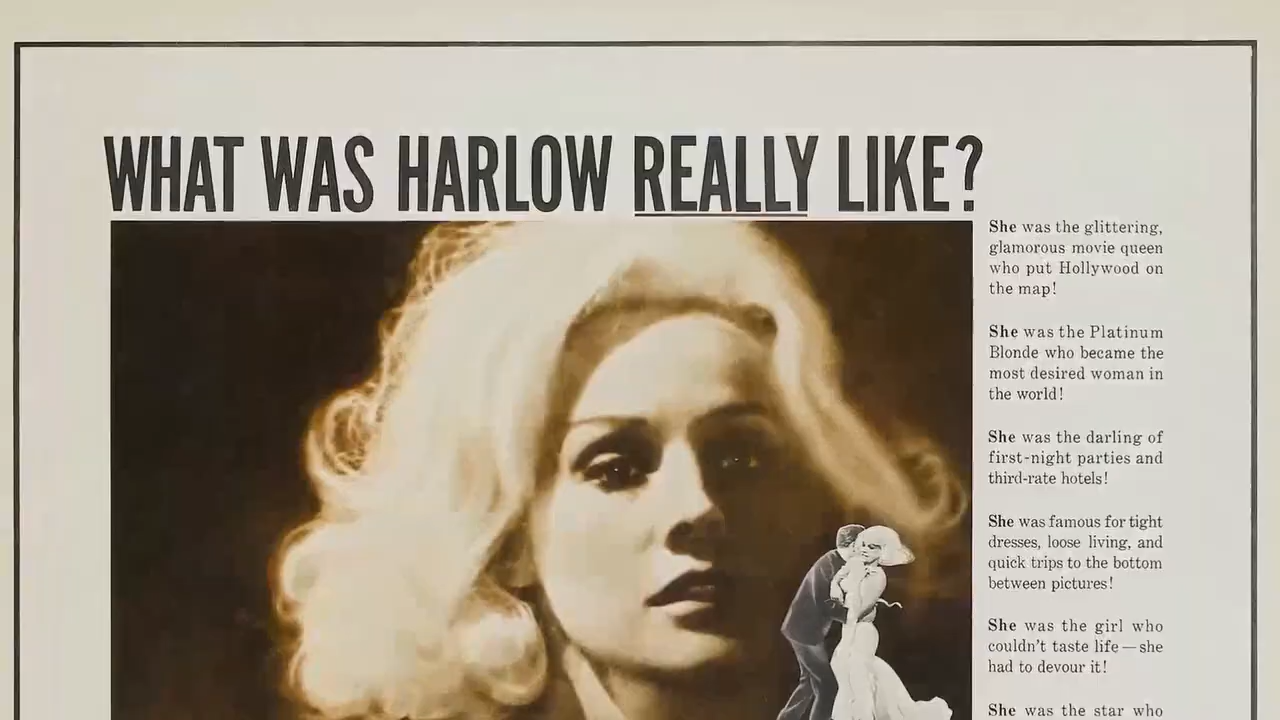 WHAT WAS HARLOW REALLY LIKE?
She was the glittering,
glamorous movie queen
who put Hollywood on
the map!
She was the Platinum
Blonde who became the
most desired woman in
the world!
She was the darling of
first-night parties and
third-rate hotels!
She was famous for tight
dresses, loose living, and
quick trips to the bottom
between pictures!
She was the girl who
couldn't taste life — she
had to devour it!
She was the star who